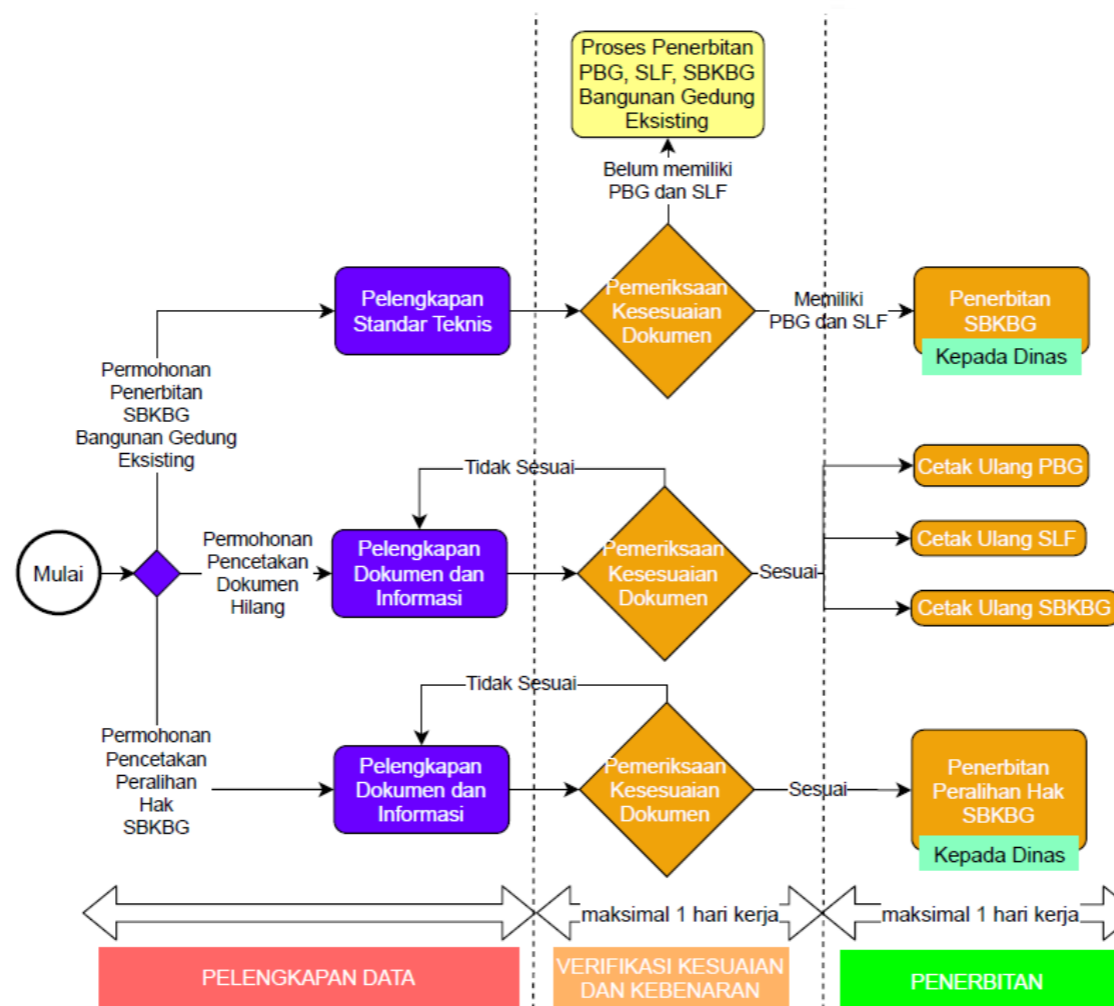 Proses Penerbitan
PBG, SLF, SBKBG
Bangunan Gedung
Eksisting
Belum memiliki
PBG dan SLF
Pelengkapan
Standar Teknis
Pemeriksaan
Kesesuaian
Dokumen
Memiliki
PBG dan SLF
Penerbitan
SBKBG
Kepada Dinas
Permohonan
Penerbitan
SBKBG
Bangunan Gedung
Eksisting
Mulai
Permohonan
Pencetakan
Dokumen
Hilang
Tidak Sesuai
Pelengkapan
Dokumen dan
Informasi
Pemeriksaan
Kesesuaian
Dokumen
Sesuai
Cetak Ulang PBG
Cetak Ulang SLF
Cetak Ulang SBKBG
Permohonan
Pencetakan
Peralihan
Hak
SBKBG
Tidak Sesuai
Pelengkapan
Dokumen dan
Informasi
Pemeriksaan
Kesesuaian
Dokumen
Sesuai
Penerbitan
Peralihan Hak
SBKBG
Kepada Dinas
maksimal 1 hari kerja
maksimal 1 hari kerja
PELENGKAPAN DATA
VERIFIKASI KESUAIAN
DAN KEBENARAN
PENERBITAN